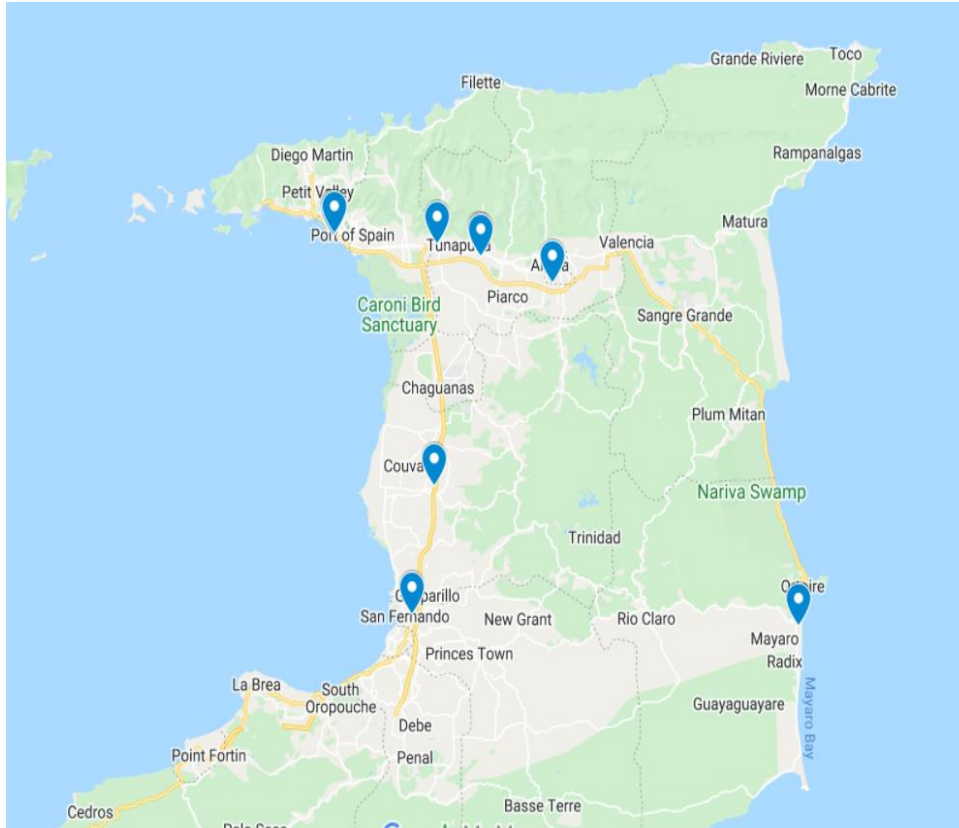 Toco
Grande Riviere
Filette
Morne Cabrite
Diego Martin
Rampanalgas
Petit Valley
Matura
Port of Spain
Valencia
Piarco
Caroni Bird
Sanctuary
Sangre Grande
Chaguanas
Plum Mitan
Nariva Swamp
Trinidad
San Fernando
New Grant
Rio Claro
Mayaro
Princes Town
Radix
La Brea
South
Oropouche
Guayaguayare
Mayaro Bay
Debe
Point Fortin
Penal
Basse Terre
Cedros